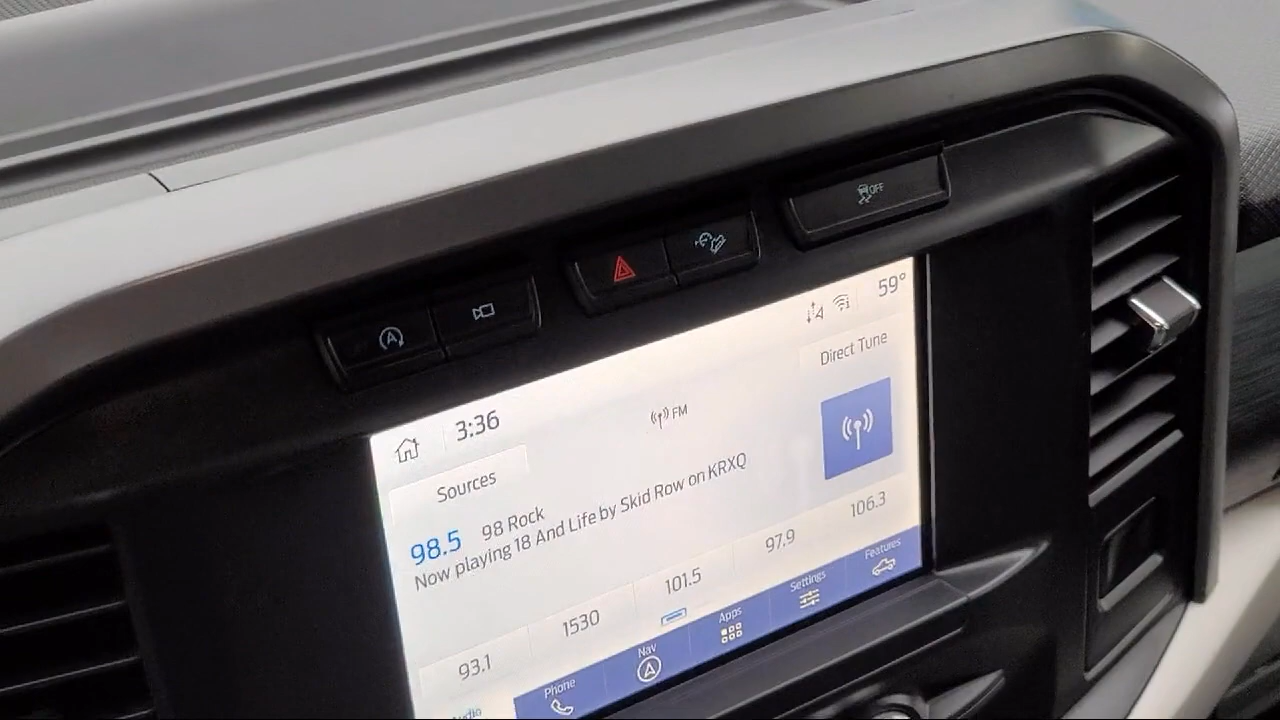 OFF
A
59°
3:36
FM
Direct Tune
Sources
98.5 98 Rock
Now playing 18 And Life by Skid Row on KRXQ
93.1 1530 101.5 97.9 106.3
Phone Nav Apps Settings Features